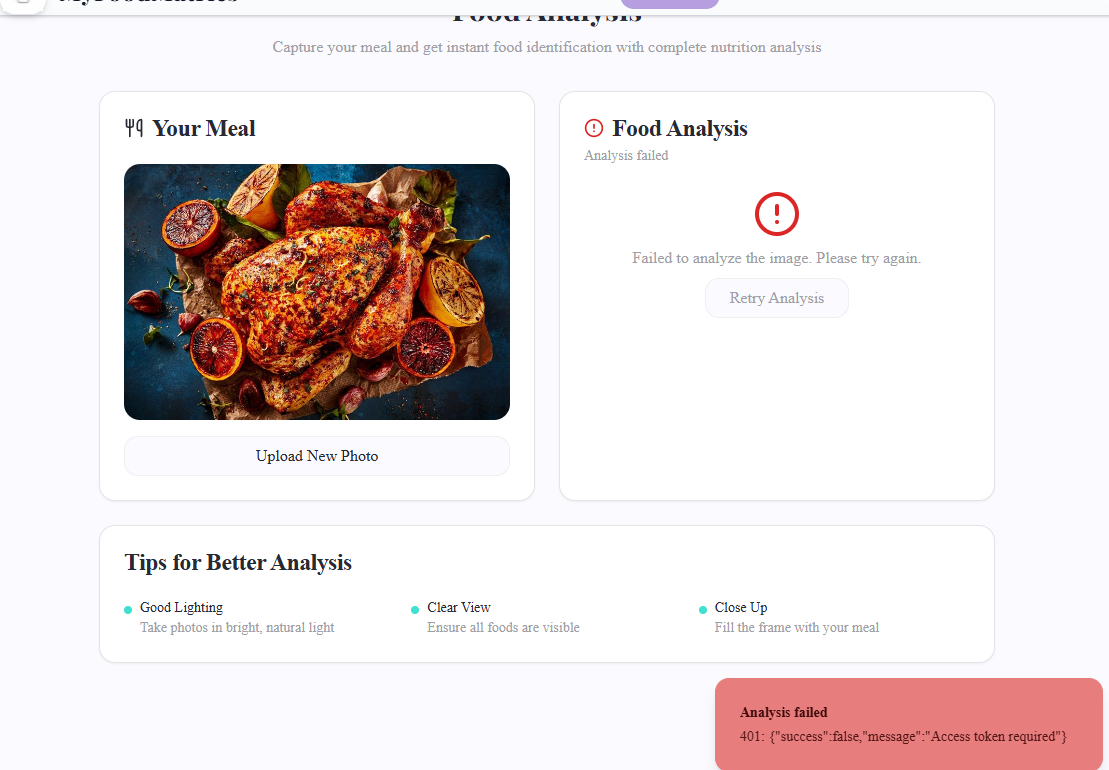 MyFoodMatrics
Food Analysis
Capture your meal and get instant food identification with complete nutrition analysis
Your Meal
Upload New Photo
Food Analysis
Analysis failed
Failed to analyze the image. Please try again.
Retry Analysis
Tips for Better Analysis
Good Lighting
Take photos in bright, natural light
Clear View
Ensure all foods are visible
Close Up
Fill the frame with your meal
Analysis failed
401: {"success":false,"message":"Access token required"}